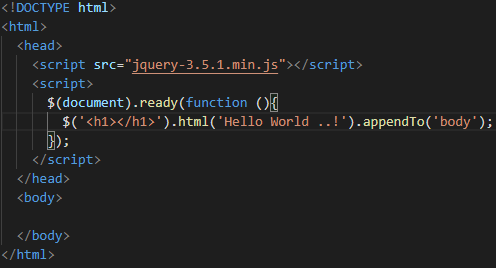 <!DOCTYPE html>
<html>
<head>
<script src="jquery-3.5.1.min.js"></script>
<script>
$(document).ready(function (){
$('<h1></h1>').html('Hello World ..!').appendTo('body');
});
</script>
</head>
<body>
</body>
</html>